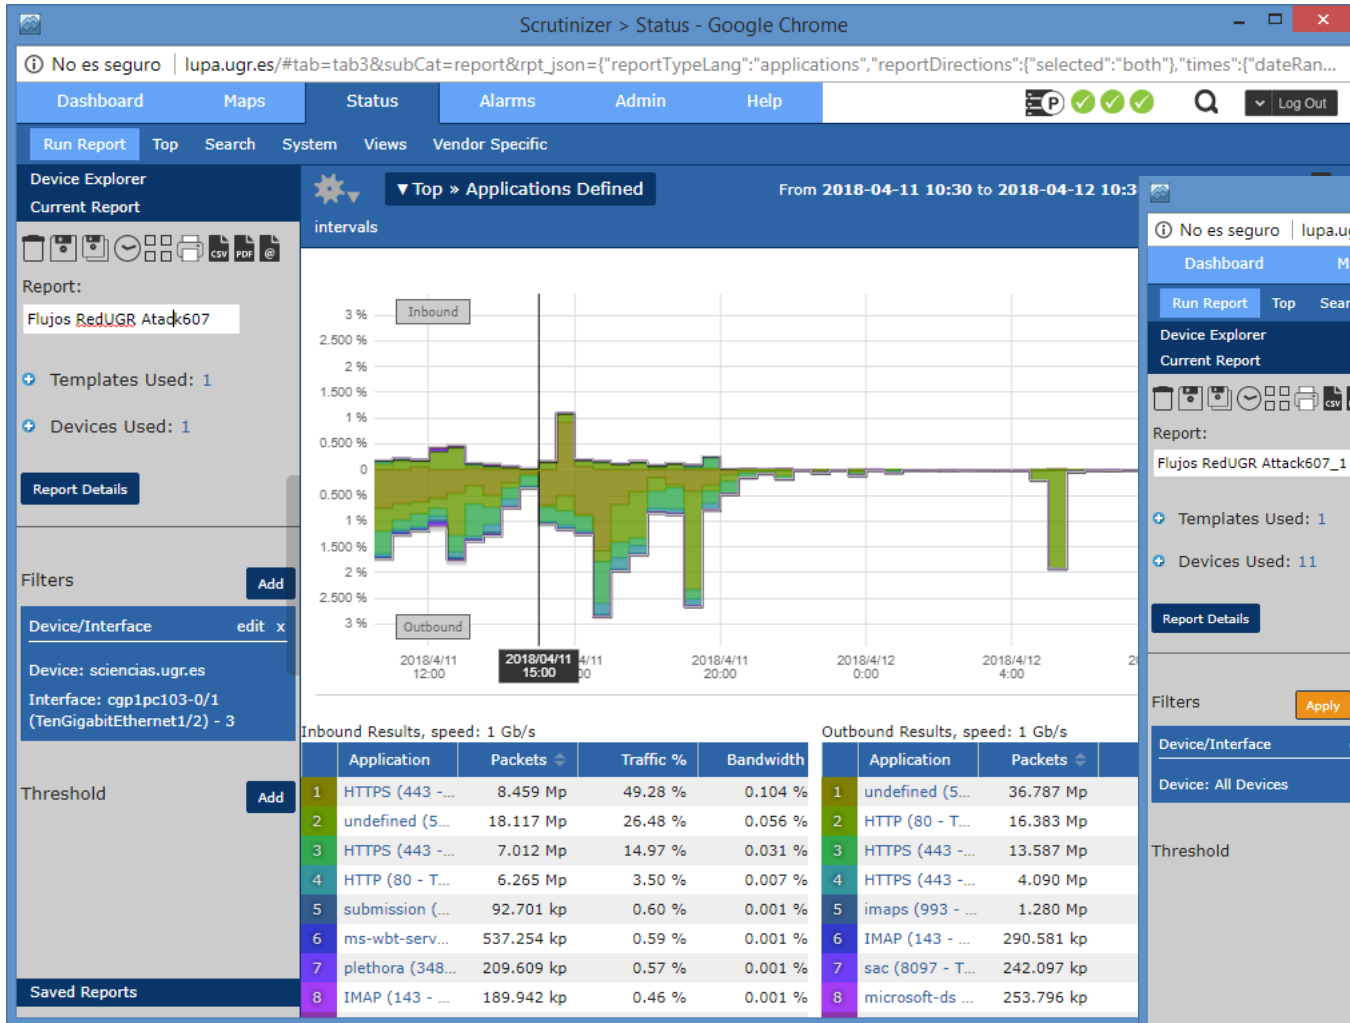 Scrutinizer > Status - Google Chrome
No es seguro | lupa.ugr.es/#tab=tab3&subCat=report&rpt_json={"reportTypeLang":"applications","reportDirections":{"selected":"both"},"times":{"dateRan...
Dashboard Maps Status Alarms Admin Help
P
Log Out
Run Report Top Search System Views Vendor Specific
Device Explorer
Current Report
CSV PDF @
Report:
Flujos RedUGR Atack607
Templates Used: 1
Devices Used: 1
Report Details
Filters Add
Device/Interface edit x
Device: sciencias.ugr.es
Interface: cgp1pc103-0/1
(TenGigabitEthernet1/2) - 3
Threshold Add
Saved Reports
▼Top » Applications Defined
From 2018-04-11 10:30 to 2018-04-12 10:3
intervals
3 %
2.500 %
2 %
1.500 %
1 %
0.500 %
0
0.500 %
1 %
1.500 %
2 %
2.500 %
3 %
Inbound
Outbound
2018/4/11 12:00
2018/04/11 15:00
4/11
2018/4/11 20:00
2018/4/12 0:00
2018/4/12 4:00
Inbound Results, speed: 1 Gb/s
Application Packets Traffic % Bandwidth
1 HTTPS (443 -... 8.459 Mp 49.28 % 0.104 %
2 undefined (5... 18.117 Mp 26.48 % 0.056 %
3 HTTPS (443 -... 7.012 Mp 14.97 % 0.031 %
4 HTTP (80 - T... 6.265 Mp 3.50 % 0.007 %
5 submission (... 92.701 kp 0.60 % 0.001 %
6 ms-wbt-serv... 537.254 kp 0.59 % 0.001 %
7 plethora (348... 209.609 kp 0.57 % 0.001 %
8 IMAP (143 - ... 189.942 kp 0.46 % 0.001 %
Outbound Results, speed: 1 Gb/s
Application Packets
1 undefined (5... 36.787 Mp
2 HTTP (80 - T... 16.383 Mp
3 HTTPS (443 -... 13.587 Mp
4 HTTPS (443 -... 4.090 Mp
5 imaps (993 - ... 1.280 Mp
6 IMAP (143 - ... 290.581 kp
7 sac (8097 - T... 242.097 kp
8 microsoft-ds ... 253.796 kp
No es seguro | lupa.ug
Dashboard M
Run Report Top Sear
Device Explorer
Current Report
CSV
Report:
Flujos RedUGR Attack607_1
Templates Used: 1
Devices Used: 11
Report Details
Filters Apply
Device/Interface
Device: All Devices
Threshold